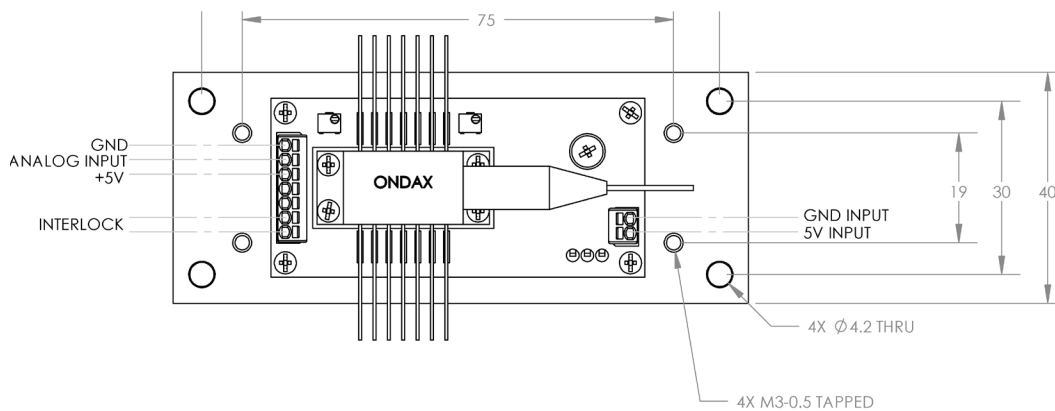 75
GND
ANALOG INPUT
+5V
INTERLOCK
ONDAX
GND INPUT
5V INPUT
19
30
40
4X Ø4.2 THRU
4X M3-0.5 TAPPED